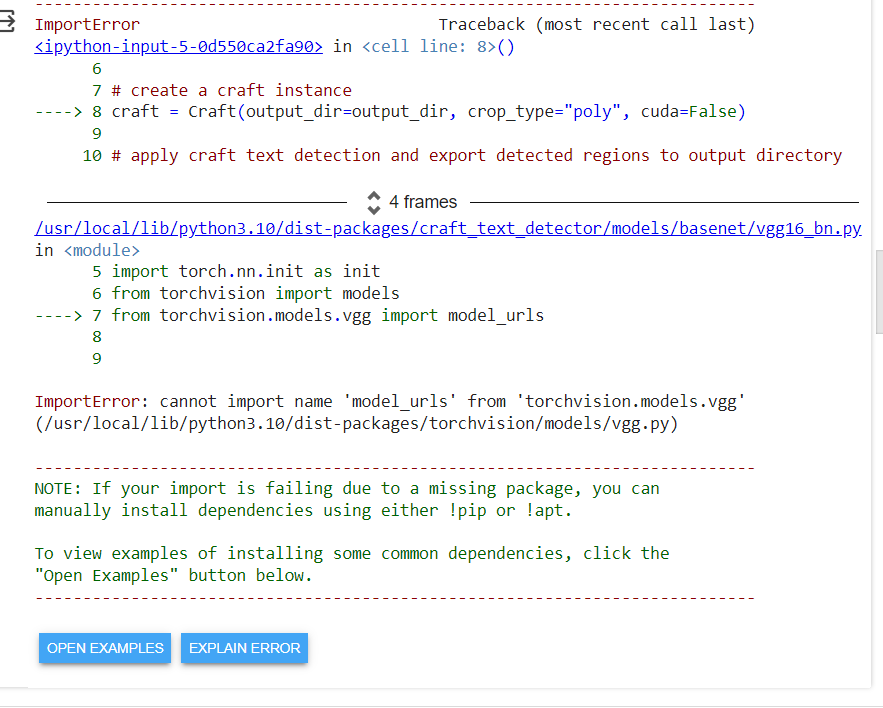 ---------------------------------------------------------------------------
ImportError                               Traceback (most recent call last)
<ipython-input-5-0d550ca2fa90> in <cell line: 8>()
      6
      7 # create a craft instance
----> 8 craft = Craft(output_dir=output_dir, crop_type="poly", cuda=False)
      9
     10 # apply craft text detection and export detected regions to output directory
4 frames
/usr/local/lib/python3.10/dist-packages/craft_text_detector/models/basenet/vgg16_bn.py
in <module>
      5 import torch.nn.init as init
      6 from torchvision import models
----> 7 from torchvision.models.vgg import model_urls
      8
      9
ImportError: cannot import name 'model_urls' from 'torchvision.models.vgg'
(/usr/local/lib/python3.10/dist-packages/torchvision/models/vgg.py)
---------------------------------------------------------------------------
NOTE: If your import is failing due to a missing package, you can
manually install dependencies using either !pip or !apt.
To view examples of installing some common dependencies, click the
"Open Examples" button below.
---------------------------------------------------------------------------
OPEN EXAMPLES EXPLAIN ERROR